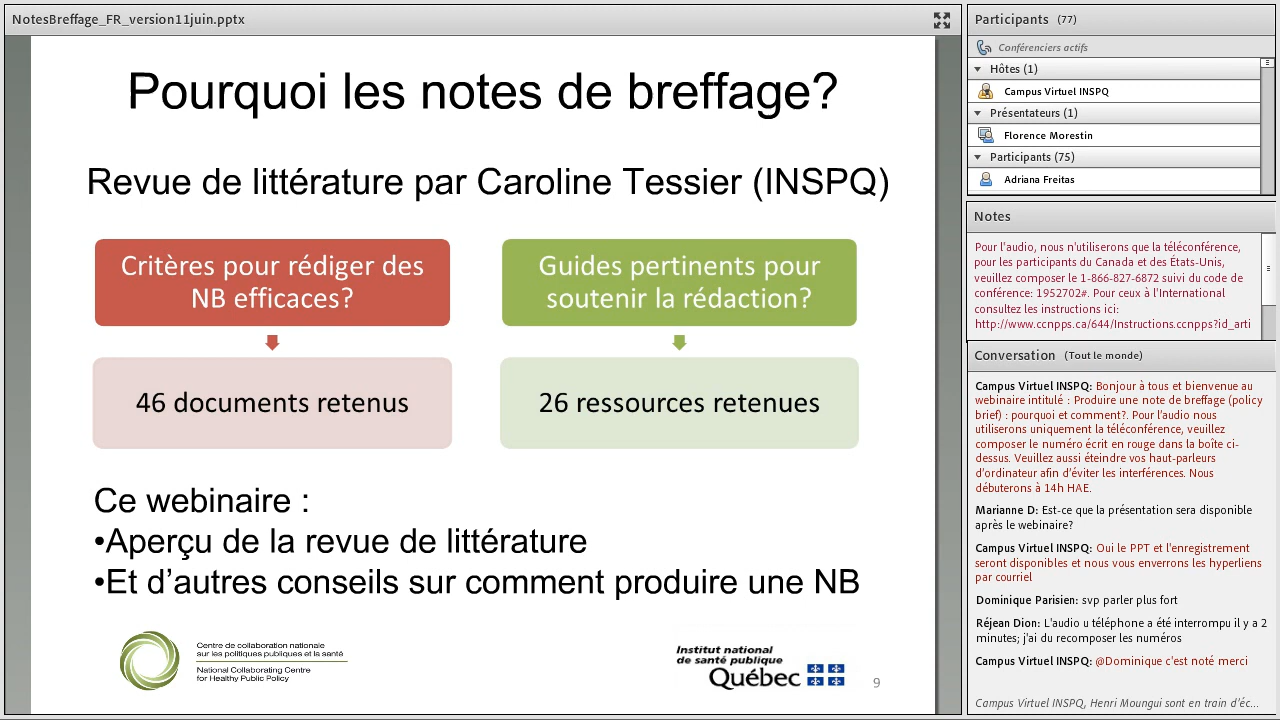 NotesBreffage_FR_version11juin.pptx
Pourquoi les notes de breffage?
Revue de littérature par Caroline Tessier (INSPQ)
Critères pour rédiger des
NB efficaces?
Guides pertinents pour
soutenir la rédaction?
46 documents retenus
26 ressources retenues
Ce webinaire :
•Aperçu de la revue de littérature
•Et d’autres conseils sur comment produire une NB
Centre de collaboration nationale
sur les politiques publiques et la santé
National Collaborating Centre
for Healthy Public Policy
Institut national
de santé publique
Québec
9
Participants (77)
Conférenciers actifs
Hôtes (1)
Campus Virtuel INSPQ
Présentateurs (1)
Florence Morestin
Participants (75)
Adriana Freitas
Notes
Pour l'audio, nous n'utiliserons que la téléconférence,
pour les participants du Canada et des États-Unis,
veuillez composer le 1-866-827-6872 suivi du code de
conférence: 1952702#. Pour ceux à l'International
consultez les instructions ici:
http://www.ccnpps.ca/644/Instructions.ccnpps?id_arti
Conversation (Tout le monde)
Campus Virtuel INSPQ: Bonjour à tous et bienvenue au
webinaire intitulé : Produire une note de breffage (policy
brief) : pourquoi et comment?. Pour l’audio nous
utiliserons uniquement la téléconférence, veuillez
composer le numéro écrit en rouge dans la boîte ci-
dessus. Veuillez aussi éteindre vos haut-parleurs
d’ordinateur afin d’éviter les interférences. Nous
débuterons à 14h HAE.
Marianne D: Est-ce que la présentation sera disponible
après le webinaire?
Campus Virtuel INSPQ: Oui le PPT et l'enregistrement
seront disponibles et nous vous enverrons les hyperliens
par courriel
Dominique Parisien: svp parler plus fort
Réjean Dion: L'audio u téléphone a été interrompu il y a 2
minutes; j'ai du recomposer les numéros
Campus Virtuel INSPQ: @Dominique c'est noté merci
Campus Virtuel INSPQ, Henri Moungui sont en train d'éc...